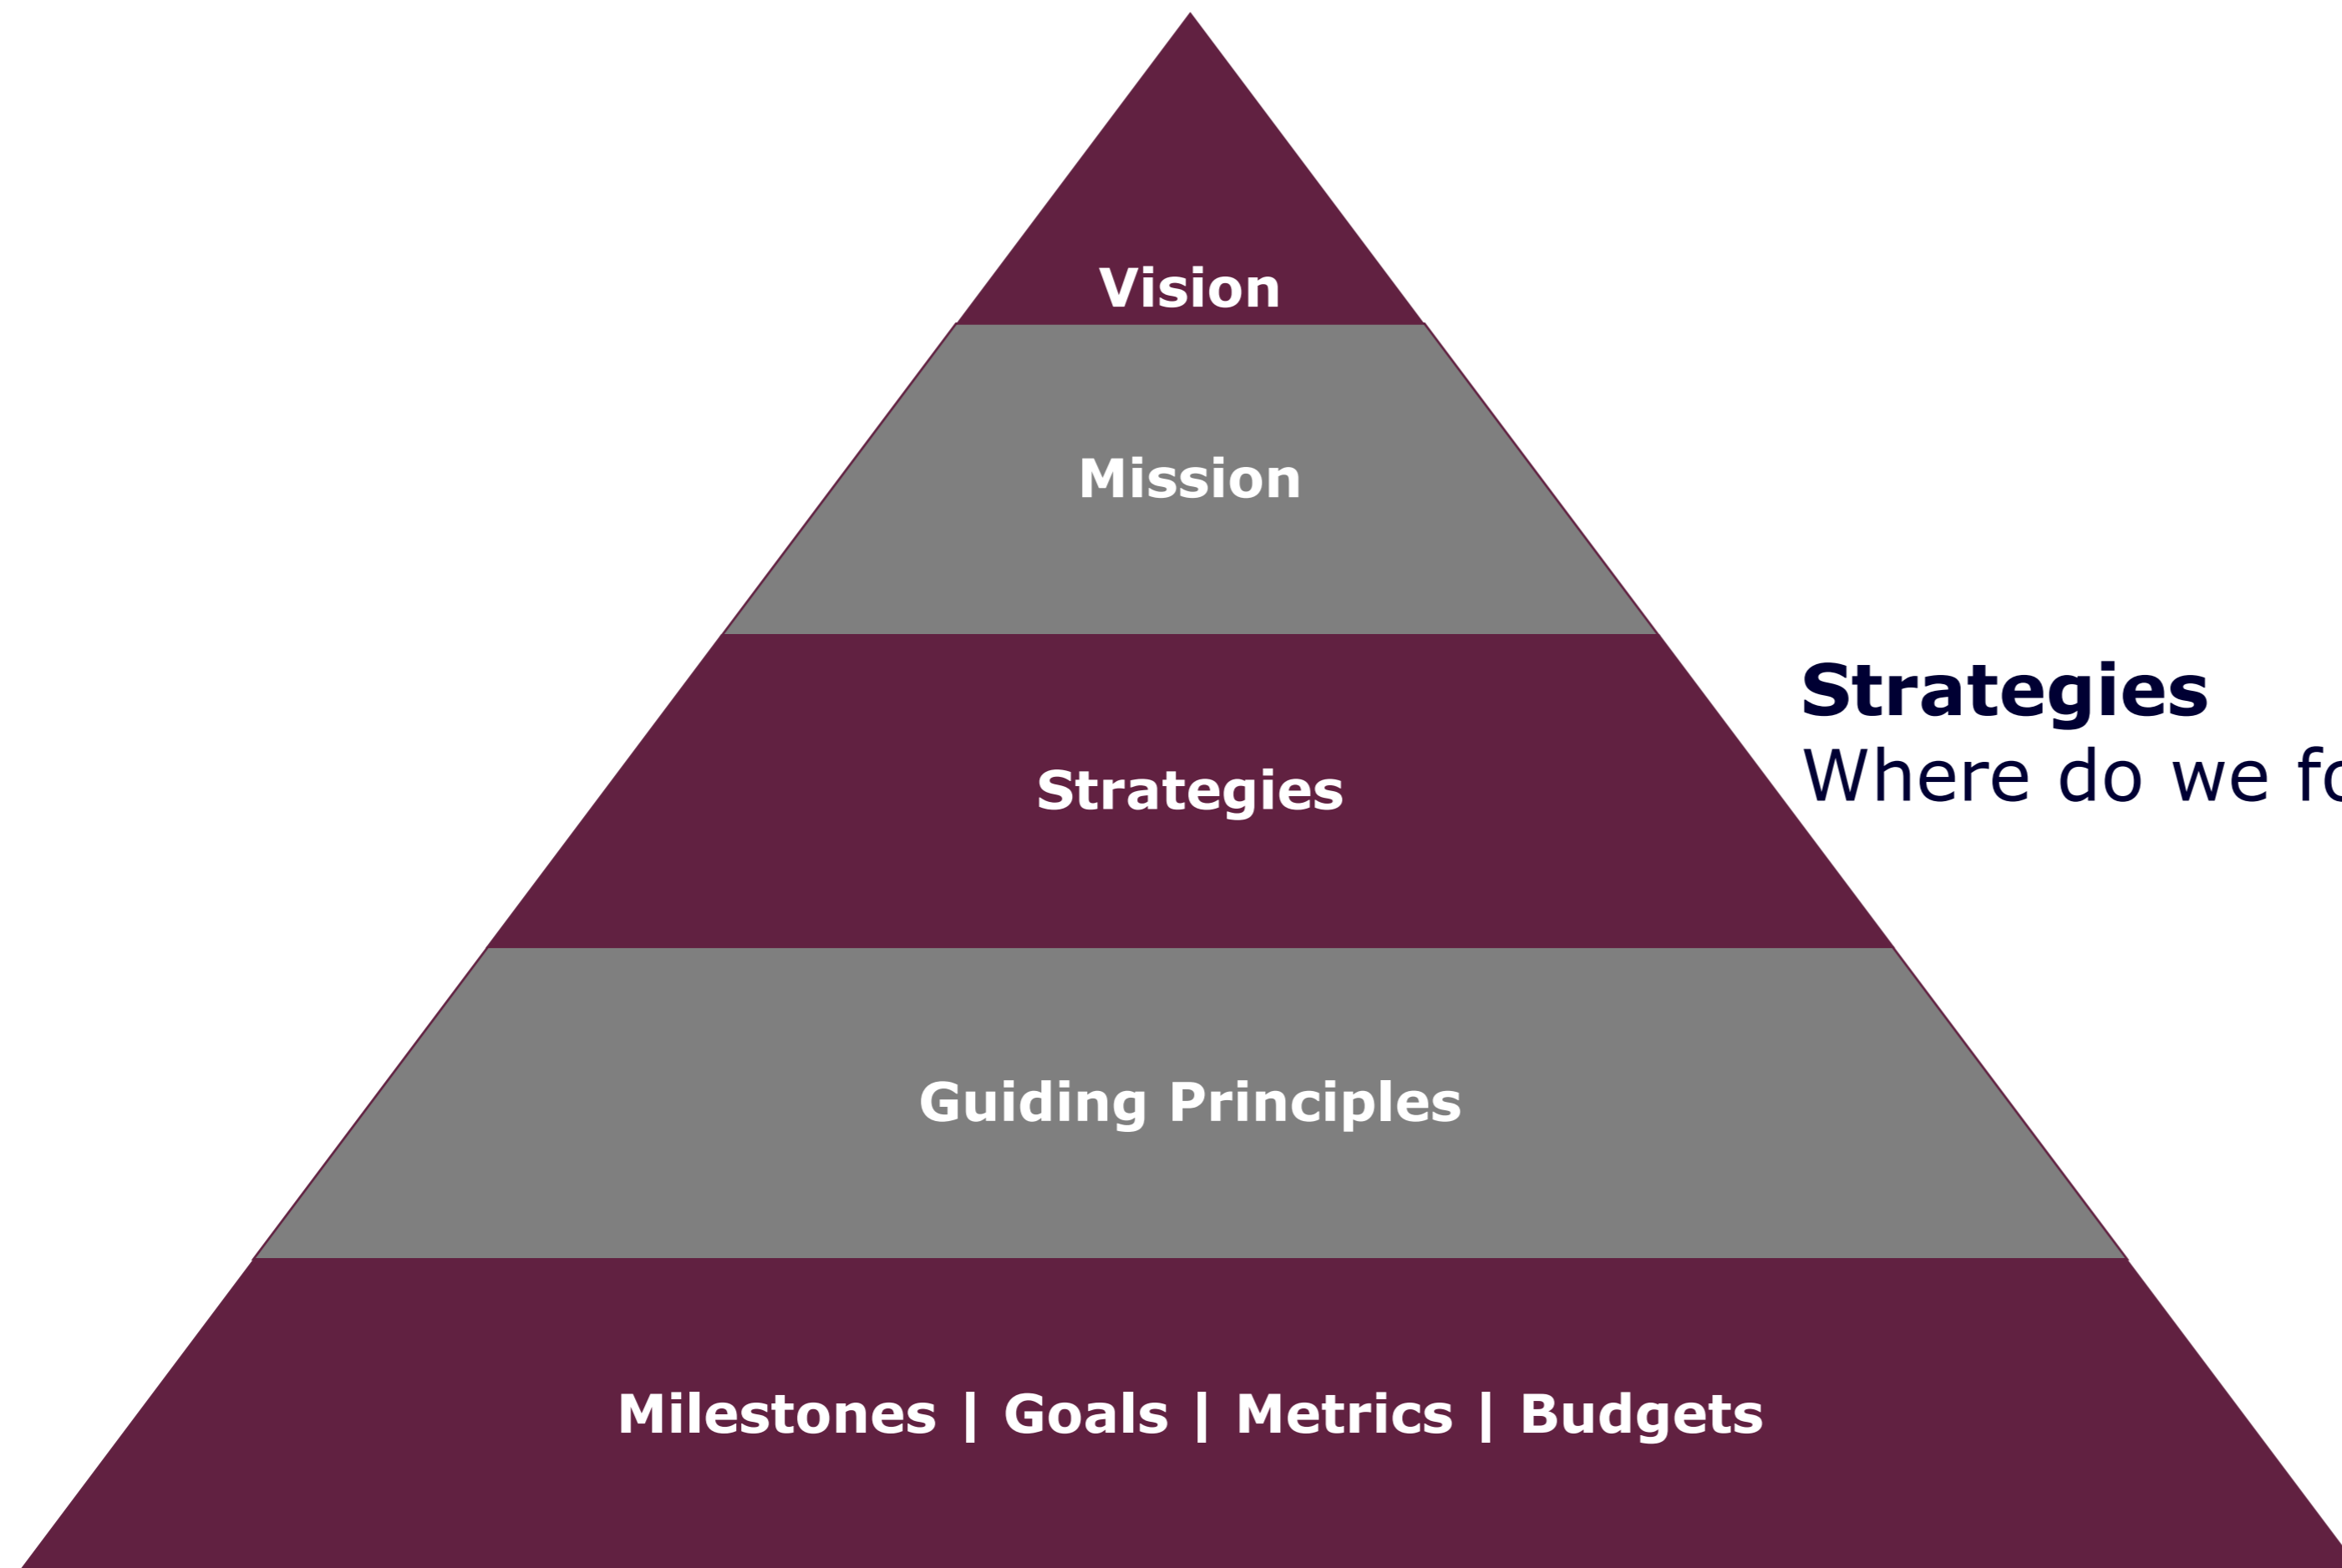 Vision
Mission
Strategies
Strategies
Where do we
Guiding Principles
Milestones | Goals | Metrics | Budgets